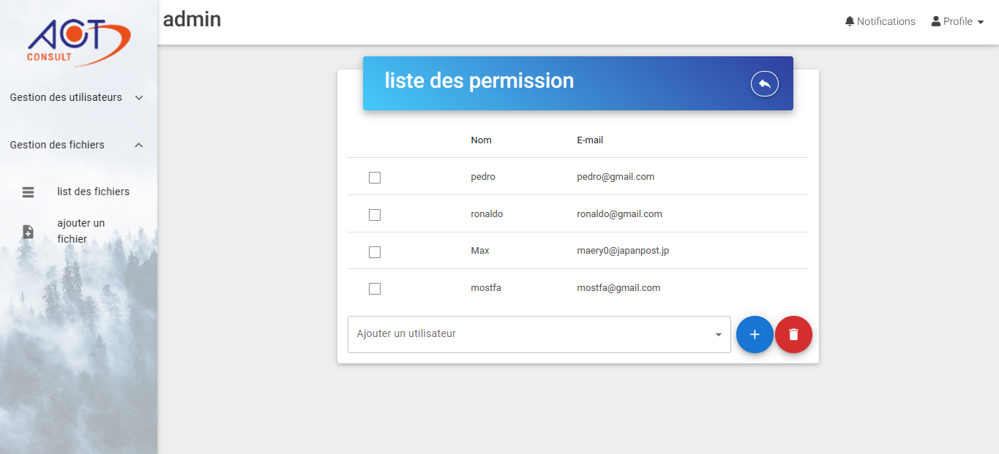 ACT
CONSULT
admin
Notifications
Profile
Gestion des utilisateurs
Gestion des fichiers
list des fichiers
ajouter un
fichier
liste des permission
Nom E-mail
pedro pedro@gmail.com
ronaldo ronaldo@gmail.com
Max maery0@japanpost.jp
mostfa mostfa@gmail.com
Ajouter un utilisateur